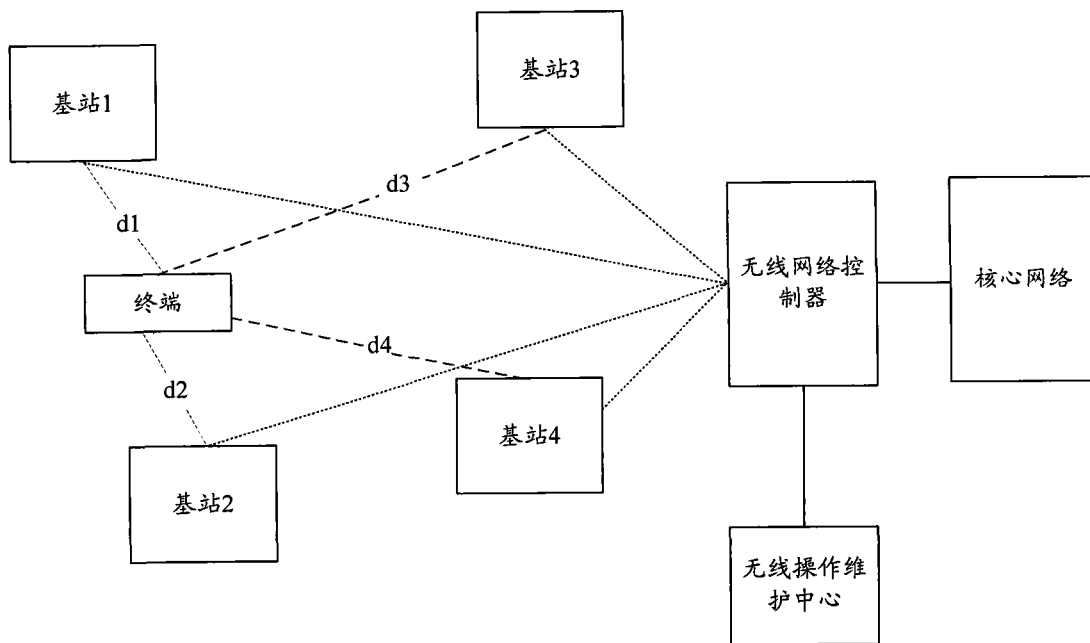 基站1
基站3
d3
d1
无线网络控
制器
核心网络
终端
d4
d2
基站4
基站2
无线操作维
护中心